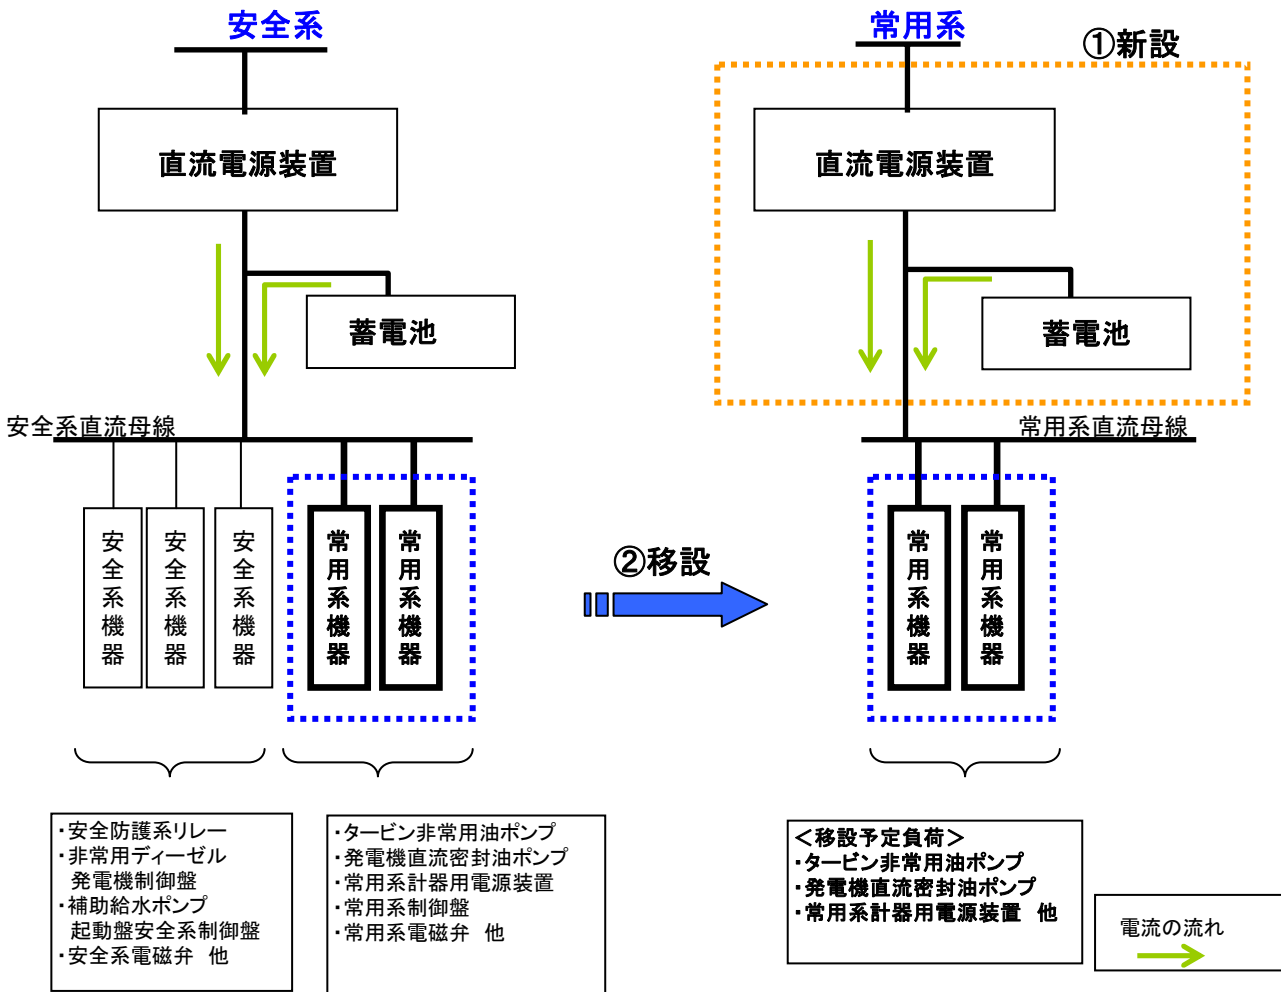 安全系
常用系
①新設
直流電源装置
直流電源装置
蓄電池
蓄電池
安全系直流母線
常用系直流母線
安全系機器
安全系機器
安全系機器
常用系機器
常用系機器
②移設
常用系機器
常用系機器
・安全防護系リレー
・非常用ディーゼル
発電機制御盤
・補助給水ポンプ
起動盤安全系制御盤
・安全系電磁弁 他
・タービン非常用油ポンプ
・発電機直流密封油ポンプ
・常用系計器用電源装置
・常用系制御盤
・常用系電磁弁 他
＜移設予定負荷＞
・タービン非常用油ポンプ
・発電機直流密封油ポンプ
・常用系計器用電源装置 他
電流の流れ